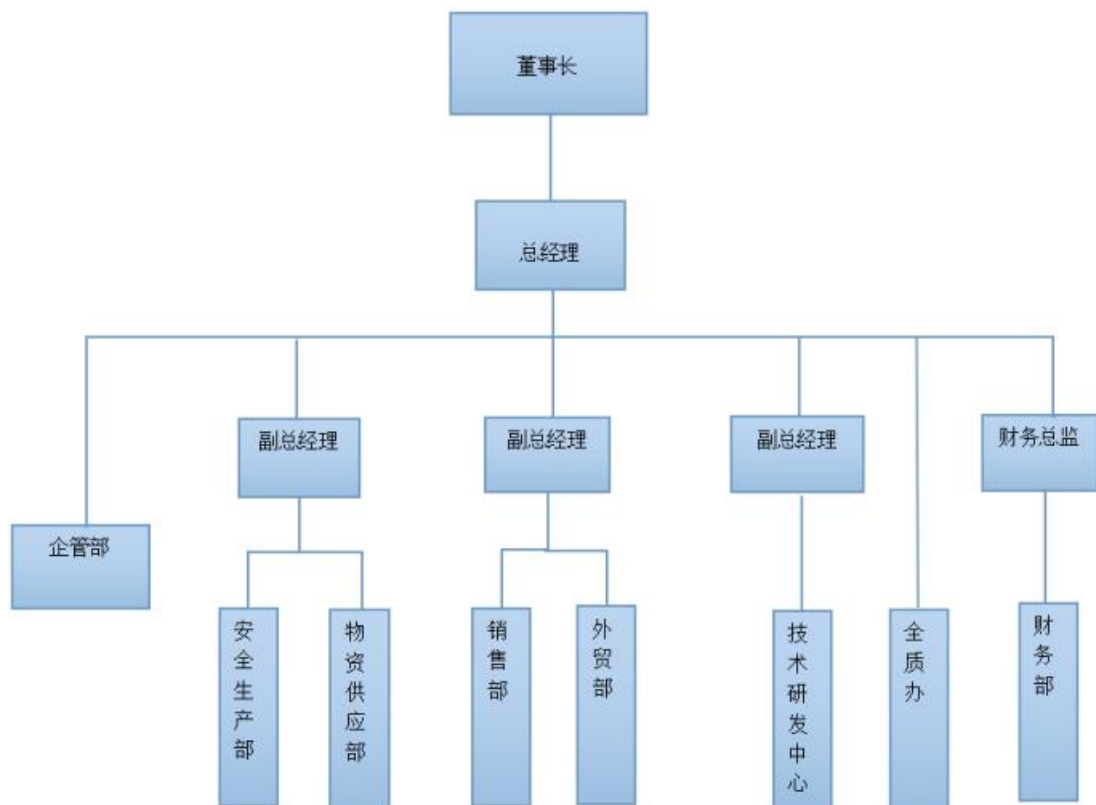 董事长
总经理
副总经理
副总经理
副总经理
财务总监
企管部
安全生产部
物资供应部
销售部
外贸部
技术研发中心
全质办
财务部